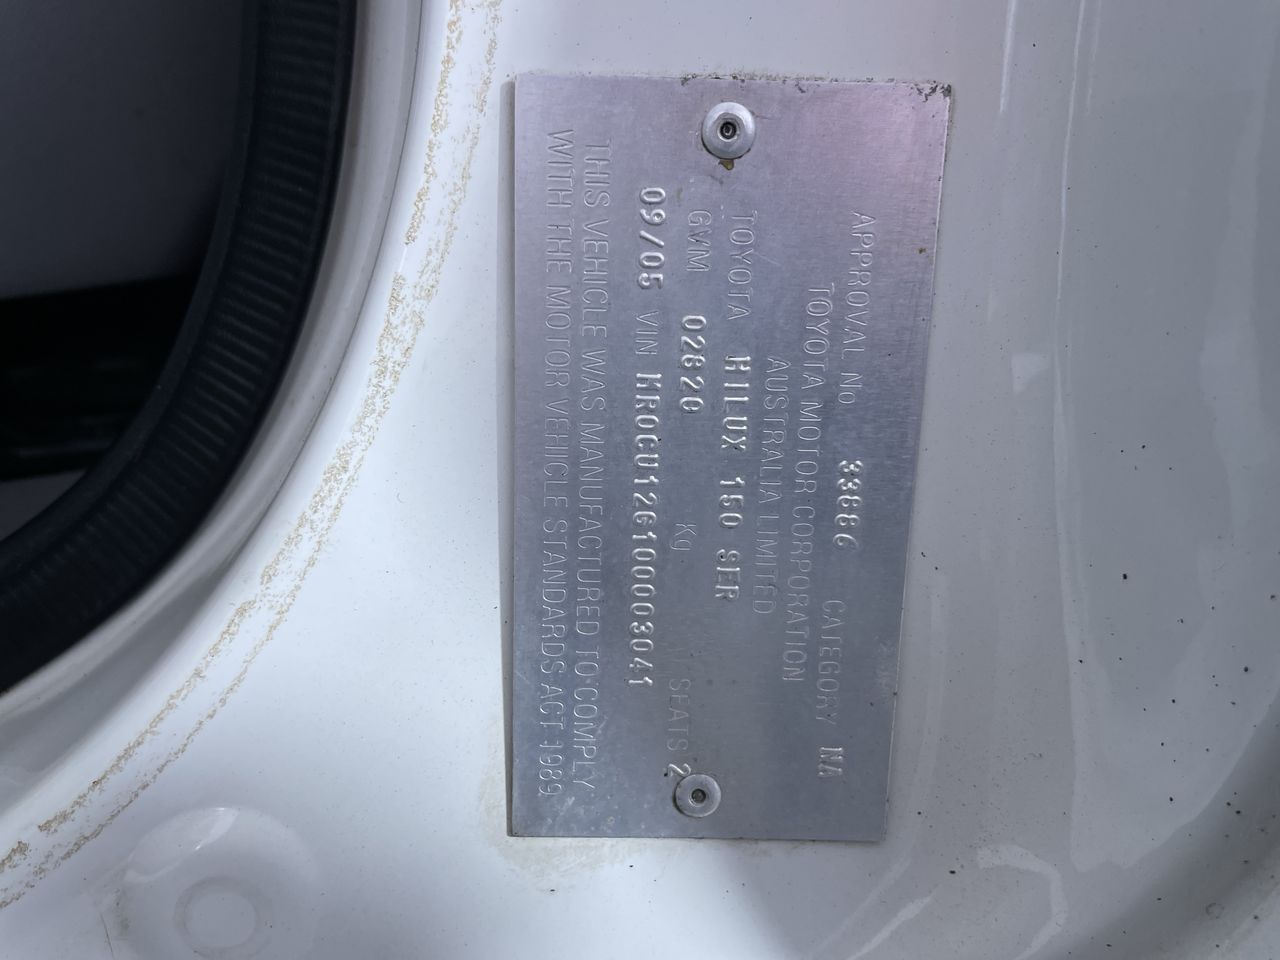 APPROVAL No. 33886 CATEGORY NA
TOYOTA MOTOR CORPORATION
AUSTRALIA LIMITED
TOYOTA HILUX 150 SER
GVM 02620 Kg SEATS 2
09/05 VIN MR0CU12G100003041
THIS VEHICLE WAS MANUFACTURED TO COMPLY
WITH THE MOTOR VEHICLE STANDARDS ACT 1989